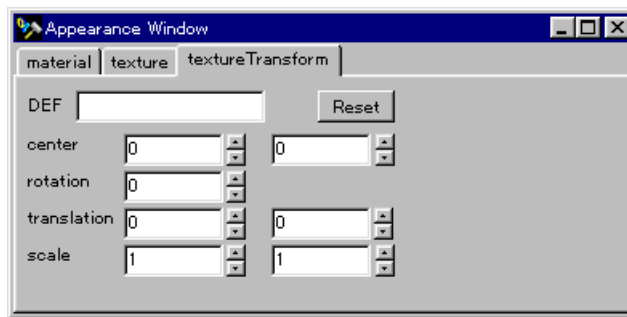 Appearance Window
material texture textureTransform
DEF Reset
center 0 0
rotation 0
translation 0 0
scale 1 1